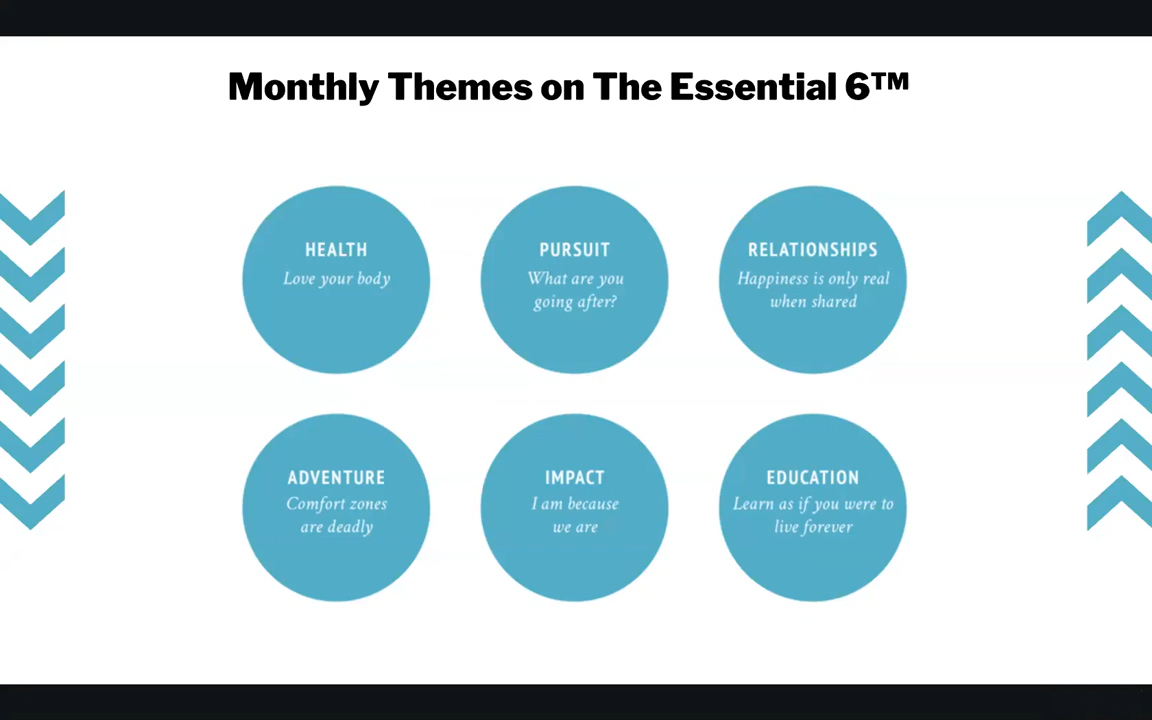 Monthly Themes on The Essential 6™
HEALTH
Love your body
PURSUIT
What are you
going after?
RELATIONSHIPS
Happiness is only real
when shared
ADVENTURE
Comfort zones
are deadly
IMPACT
I am because
we are
EDUCATION
Learn as if you were to
live forever